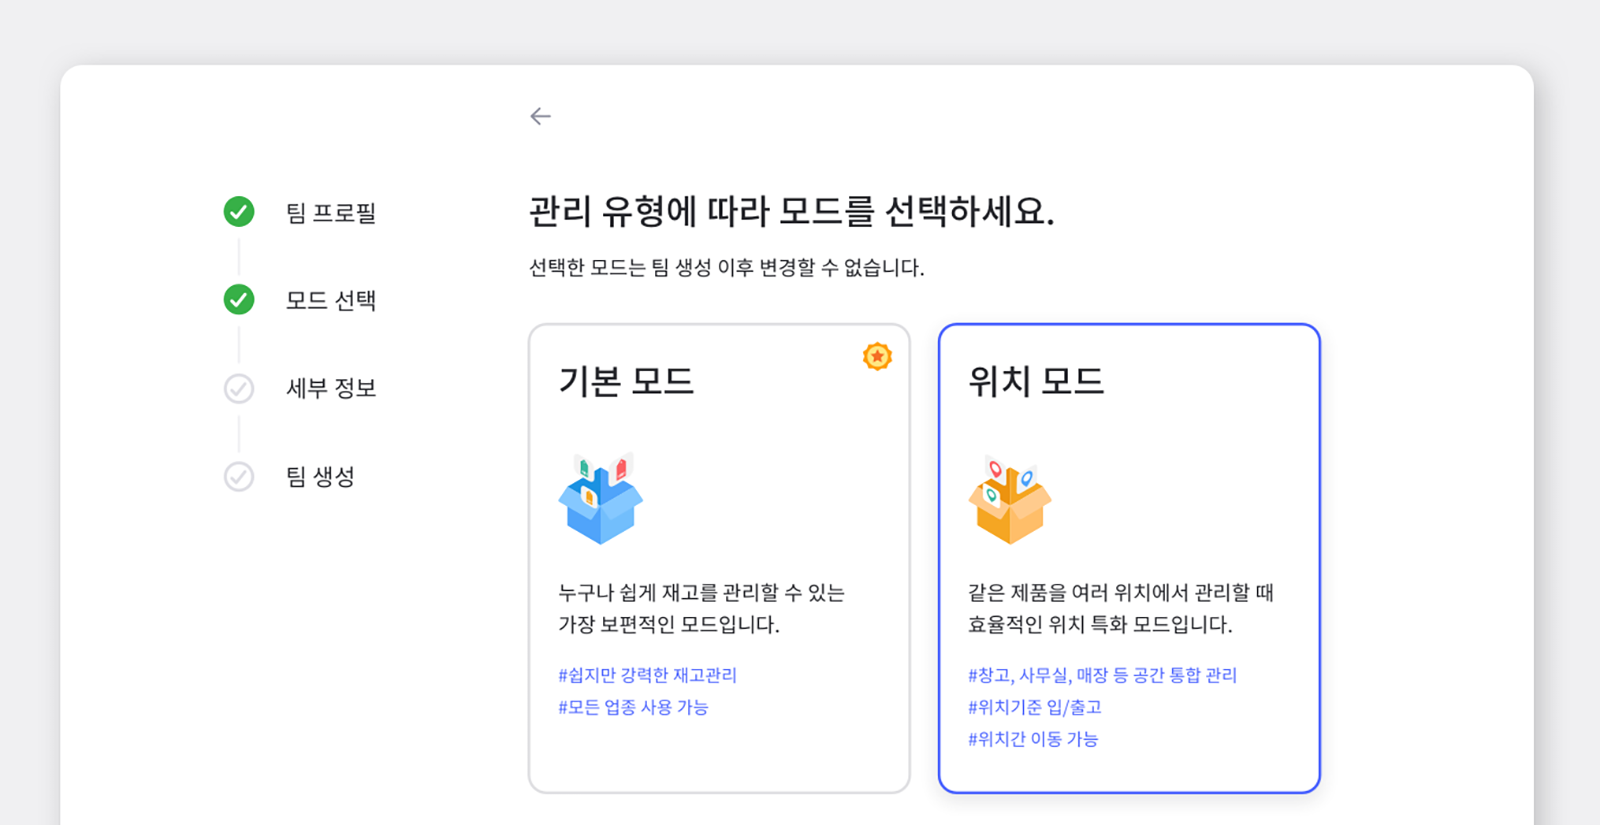 팀 프로필
모드 선택
세부 정보
팀 생성
관리 유형에 따라 모드를 선택하세요.
선택한 모드는 팀 생성 이후 변경할 수 없습니다.
기본 모드
누구나 쉽게 재고를 관리할 수 있는
가장 보편적인 모드입니다.
#쉽지만 강력한 재고관리
#모든 업종 사용 가능
위치 모드
같은 제품을 여러 위치에서 관리할 때
효율적인 위치 특화 모드입니다.
#창고, 사무실, 매장 등 공간 통합 관리
#위치기준 입/출고
#위치간 이동 가능